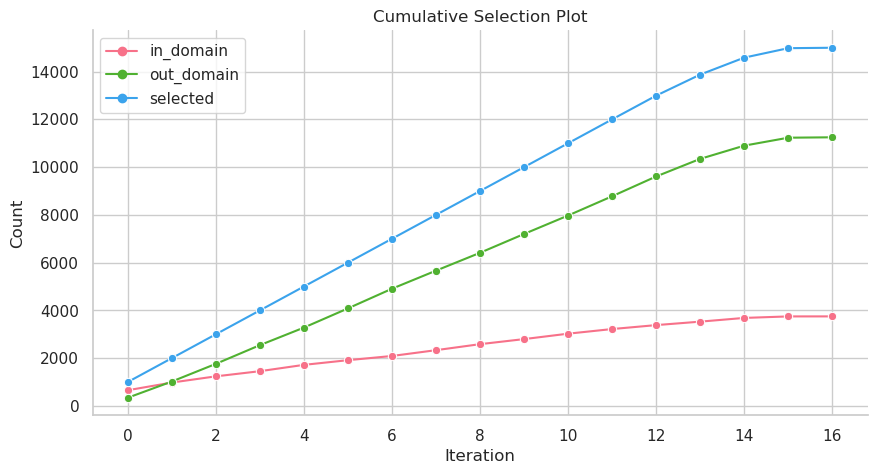 Cumulative Selection Plot
in_domain
out_domain
selected
Count
14000
12000
10000
8000
6000
4000
2000
0
0 2 4 6 8 10 12 14 16
Iteration